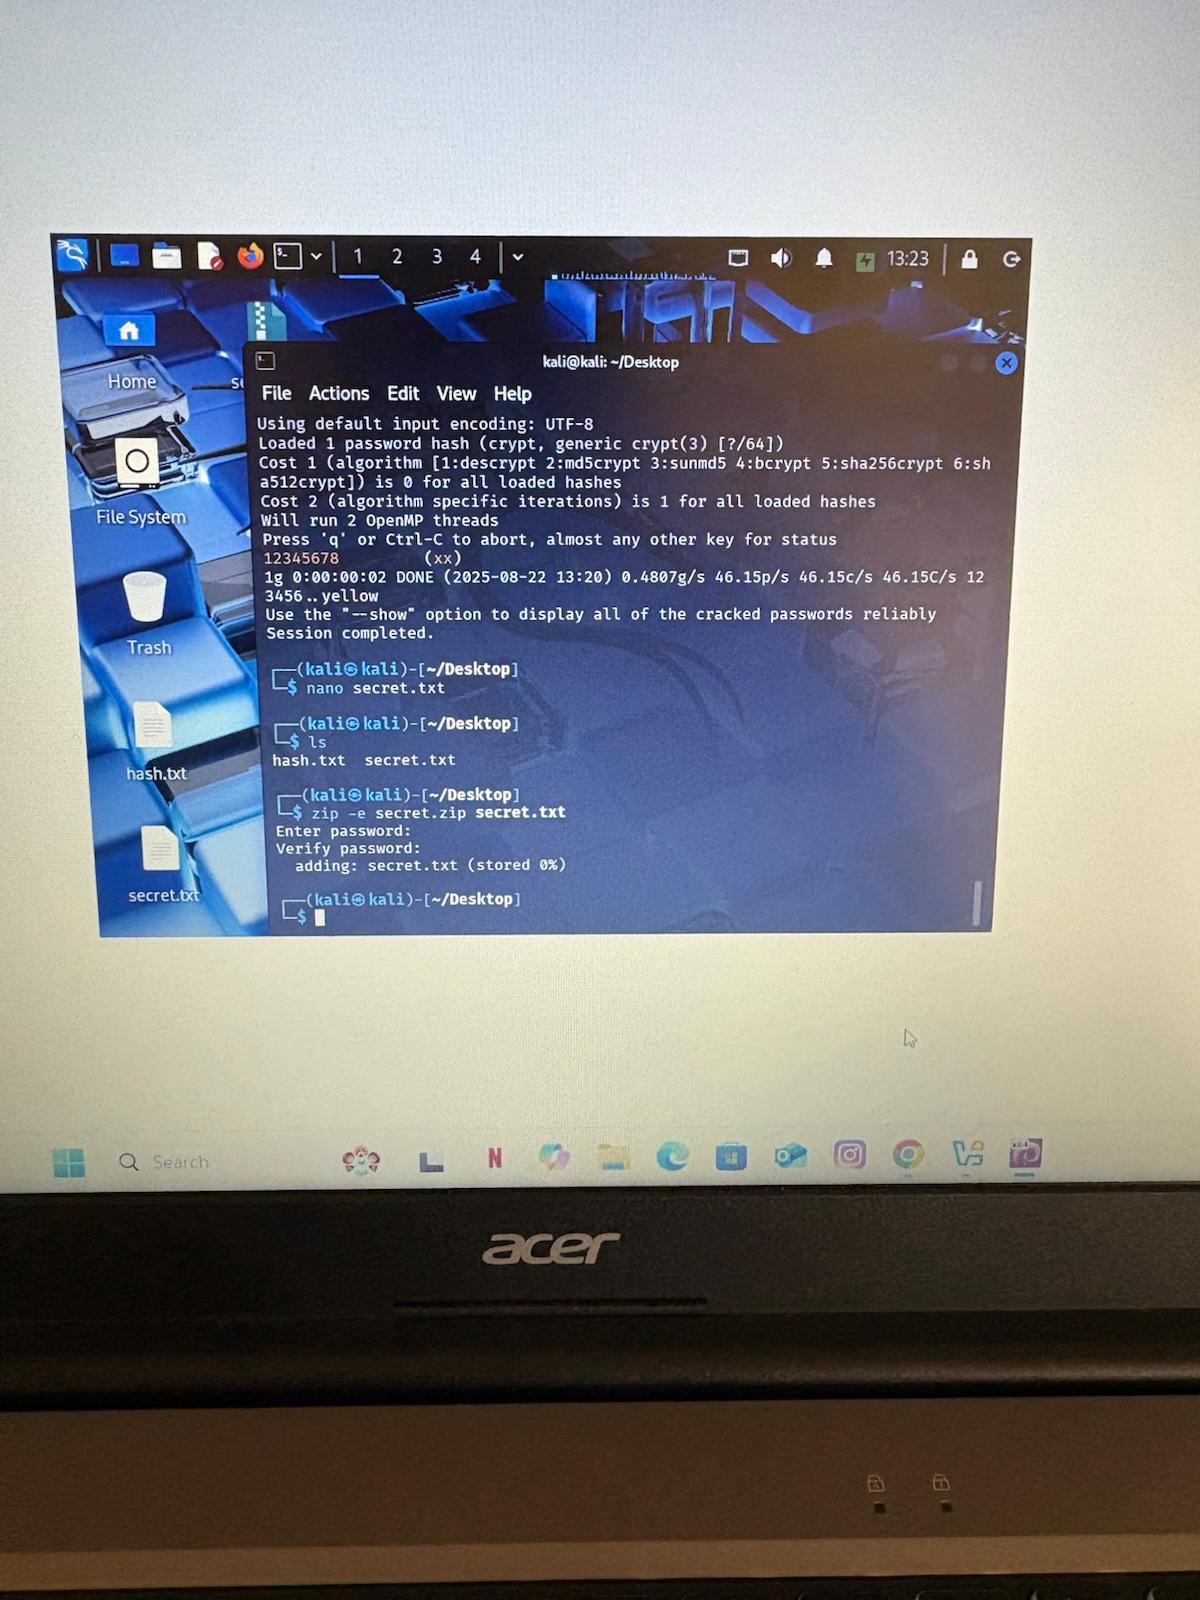 1 2 3 4
13:23
Home
se
kali@kali: ~/Desktop
File Actions Edit View Help
Using default input encoding: UTF-8
Loaded 1 password hash (crypt, generic crypt(3) [?/64])
Cost 1 (algorithm [1:descrypt 2:md5crypt 3:sunmd5 4:bcrypt 5:sha256crypt 6:sh
a512crypt]) is 0 for all loaded hashes
Cost 2 (algorithm specific iterations) is 1 for all loaded hashes
Will run 2 OpenMP threads
Press 'q' or Ctrl-C to abort, almost any other key for status
12345678 (xx)
1g 0:00:00:02 DONE (2025-08-22 13:20) 0.4807g/s 46.15p/s 46.15c/s 46.15C/s 12
3456..yellow
Use the "--show" option to display all of the cracked passwords reliably
Session completed.
(kali㉿kali)-[~/Desktop]
$ nano secret.txt
(kali㉿kali)-[~/Desktop]
$ ls
hash.txt secret.txt
(kali㉿kali)-[~/Desktop]
$ zip -e secret.zip secret.txt
Enter password:
Verify password:
adding: secret.txt (stored 0%)
(kali㉿kali)-[~/Desktop]
$
File System
Trash
hash.txt
secret.txt
Search
N
acer